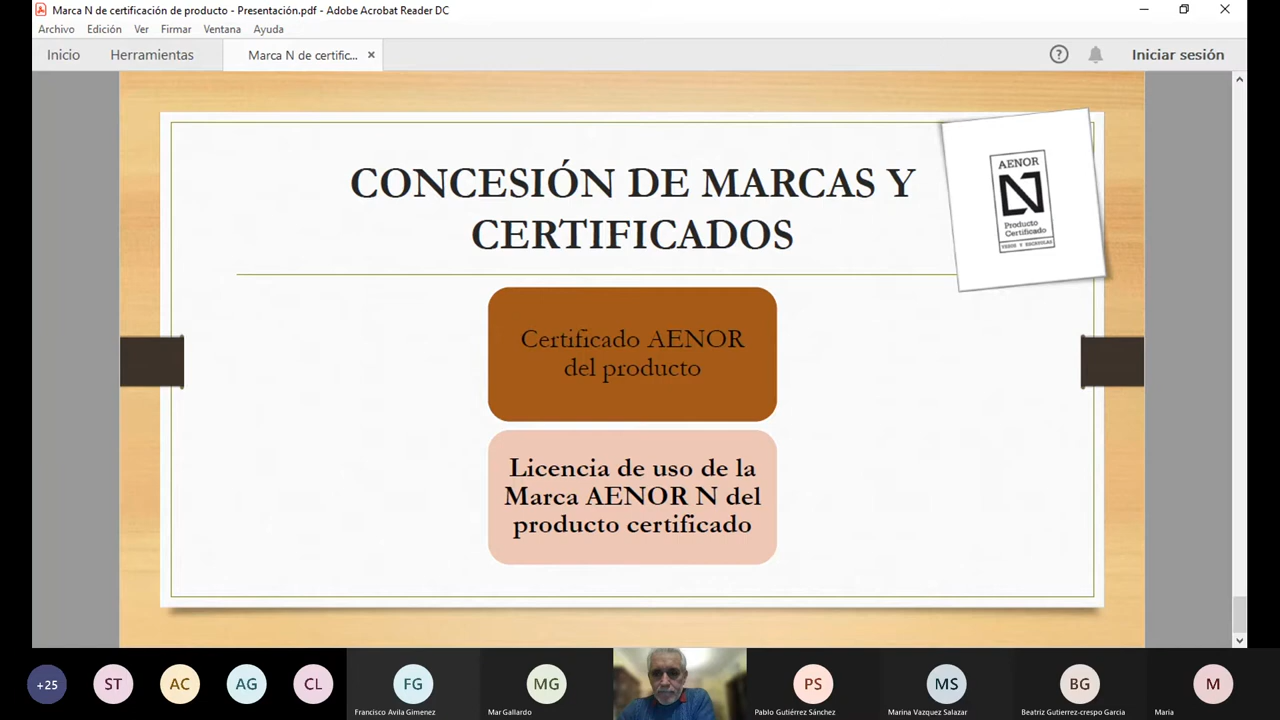 Marca N de certificación de producto - Presentación.pdf - Adobe Acrobat Reader DC
Archivo Edición Ver Firmar Ventana Ayuda
Inicio Herramientas Marca N de certific... × ? Iniciar sesión
CONCESIÓN DE MARCAS Y
CERTIFICADOS
AENOR
N
Producto
Certificado
YESOS Y ESCAYOLAS
Certificado AENOR
del producto
Licencia de uso de la
Marca AENOR N del
producto certificado
+25 ST AC AG CL FG MG PS MS BG M
Francisco Avila Gimenez Mar Gallardo Pablo Gutiérrez Sánchez Marina Vazquez Salazar Beatriz Gutierrez-crespo Garcia Maria